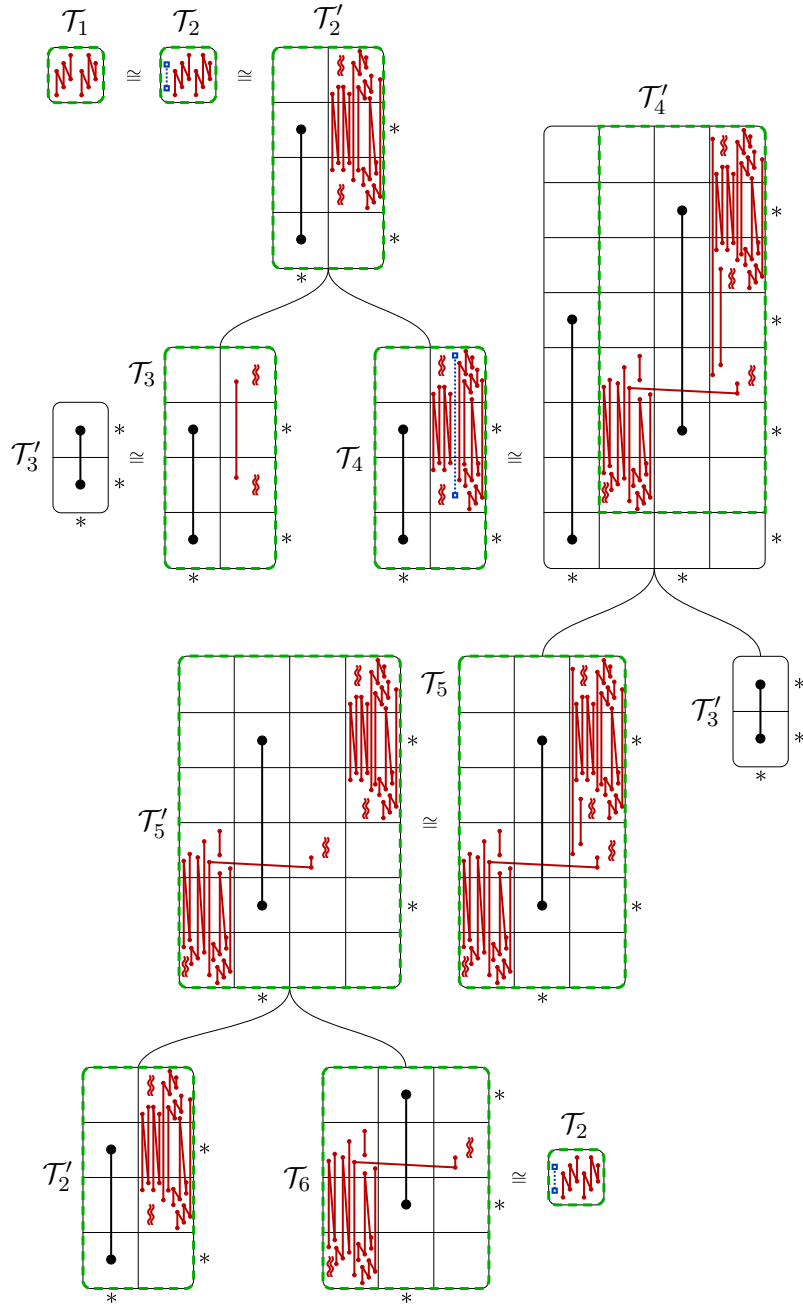 𝒯₁ ≅ 𝒯₂ ≅ 𝒯₂′
𝒯₄′
*
*
*
*
*
𝒯₃
𝒯₃′ ≅ 𝒯₄ ≅
* * * *
* * * *
* * * * *
𝒯₅
𝒯₃′
* * *
*
*
𝒯₅′ ≅
* *
* *
𝒯₂′ 𝒯₆ ≅ 𝒯₂
* *
* *
* *